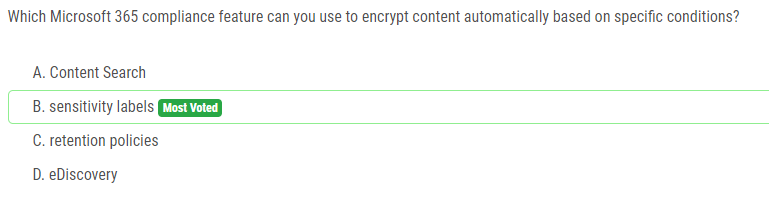 Which Microsoft 365 compliance feature can you use to encrypt content automatically based on specific conditions?
A. Content Search
B. sensitivity labels Most Voted
C. retention policies
D. eDiscovery